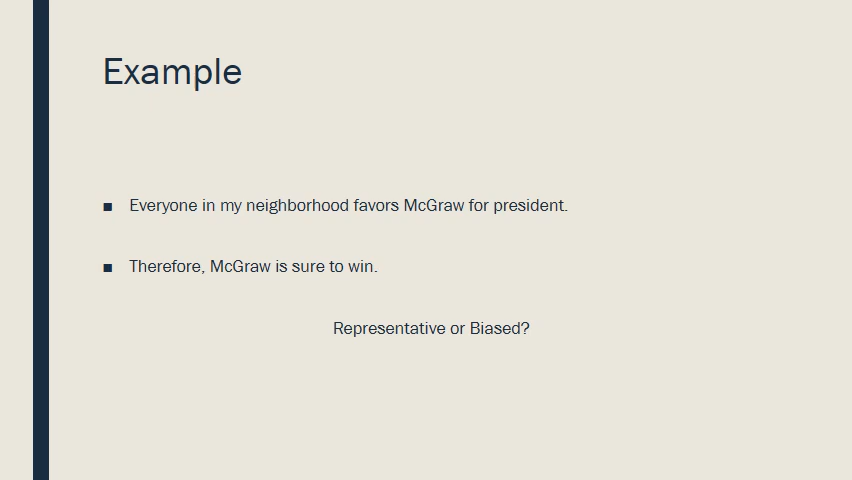 Example
▪ Everyone in my neighborhood favors McGraw for president.
▪ Therefore, McGraw is sure to win.
Representative or Biased?